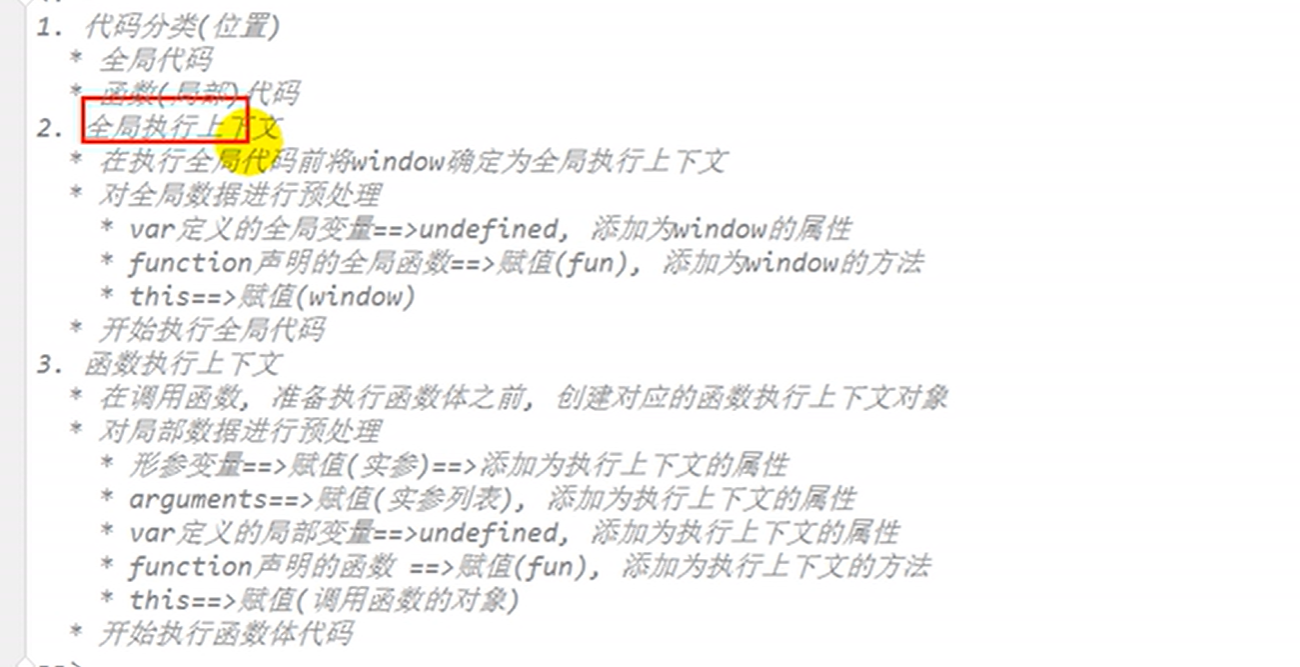 1. 代码分类(位置)
* 全局代码
* 函数(局部)代码
2. 全局执行上下文
* 在执行全局代码前将window确定为全局执行上下文
* 对全局数据进行预处理
* var定义的全局变量==>undefined, 添加为window的属性
* function声明的全局函数==>赋值(fun), 添加为window的方法
* this==>赋值(window)
* 开始执行全局代码
3. 函数执行上下文
* 在调用函数, 准备执行函数体之前, 创建对应的函数执行上下文对象
* 对局部数据进行预处理
* 形参变量==>赋值(实参)==>添加为执行上下文的属性
* arguments==>赋值(实参列表), 添加为执行上下文的属性
* var定义的局部变量==>undefined, 添加为执行上下文的属性
* function声明的函数 ==>赋值(fun), 添加为执行上下文的方法
* this==>赋值(调用函数的对象)
* 开始执行函数体代码